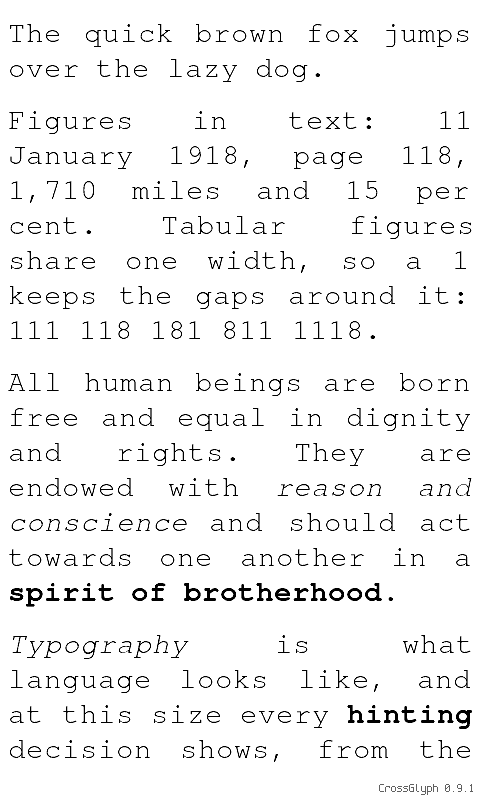 The quick brown fox jumps
over the lazy dog.
Figures in text: 11
January 1918, page 118,
1,710 miles and 15 per
cent. Tabular figures
share one width, so a 1
keeps the gaps around it:
111 118 181 811 1118.
All human beings are born
free and equal in dignity
and rights. They are
endowed with reason and
conscience and should act
towards one another in a
spirit of brotherhood.
Typography is what
language looks like, and
at this size every hinting
decision shows, from the
CrossGlyph 0.9.1